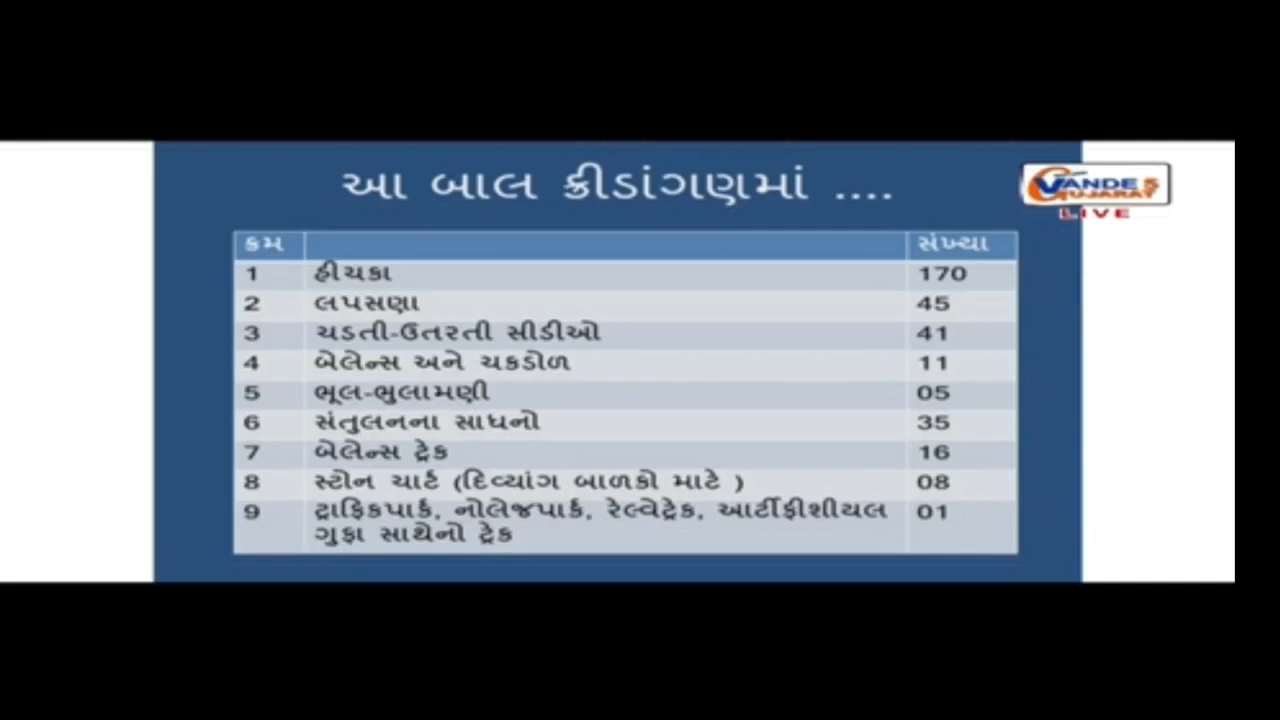 આ બાલ ક્રીડાંગણમાં ....
VANDE 5
GUJARAT
LIVE
ક્રમ સંખ્યા
1 હીચકા 170
2 લપસણા 45
3 ચડતી-ઉતરતી સીડીઓ 41
4 બેલેન્સ અને ચકડોળ 11
5 ભૂલ-ભુલામણી 05
6 સંતુલનના સાધનો 35
7 બેલેન્સ ટ્રેક 16
8 સ્ટોન ચાર્ટ (દિવ્યાંગ બાળકો માટે ) 08
9 ટ્રાફિકપાર્ક, નોલેજપાર્ક, રેલ્વેટ્રેક, આર્ટીફીશીયલ 01
ગુફા સાથેનો ટ્રેક